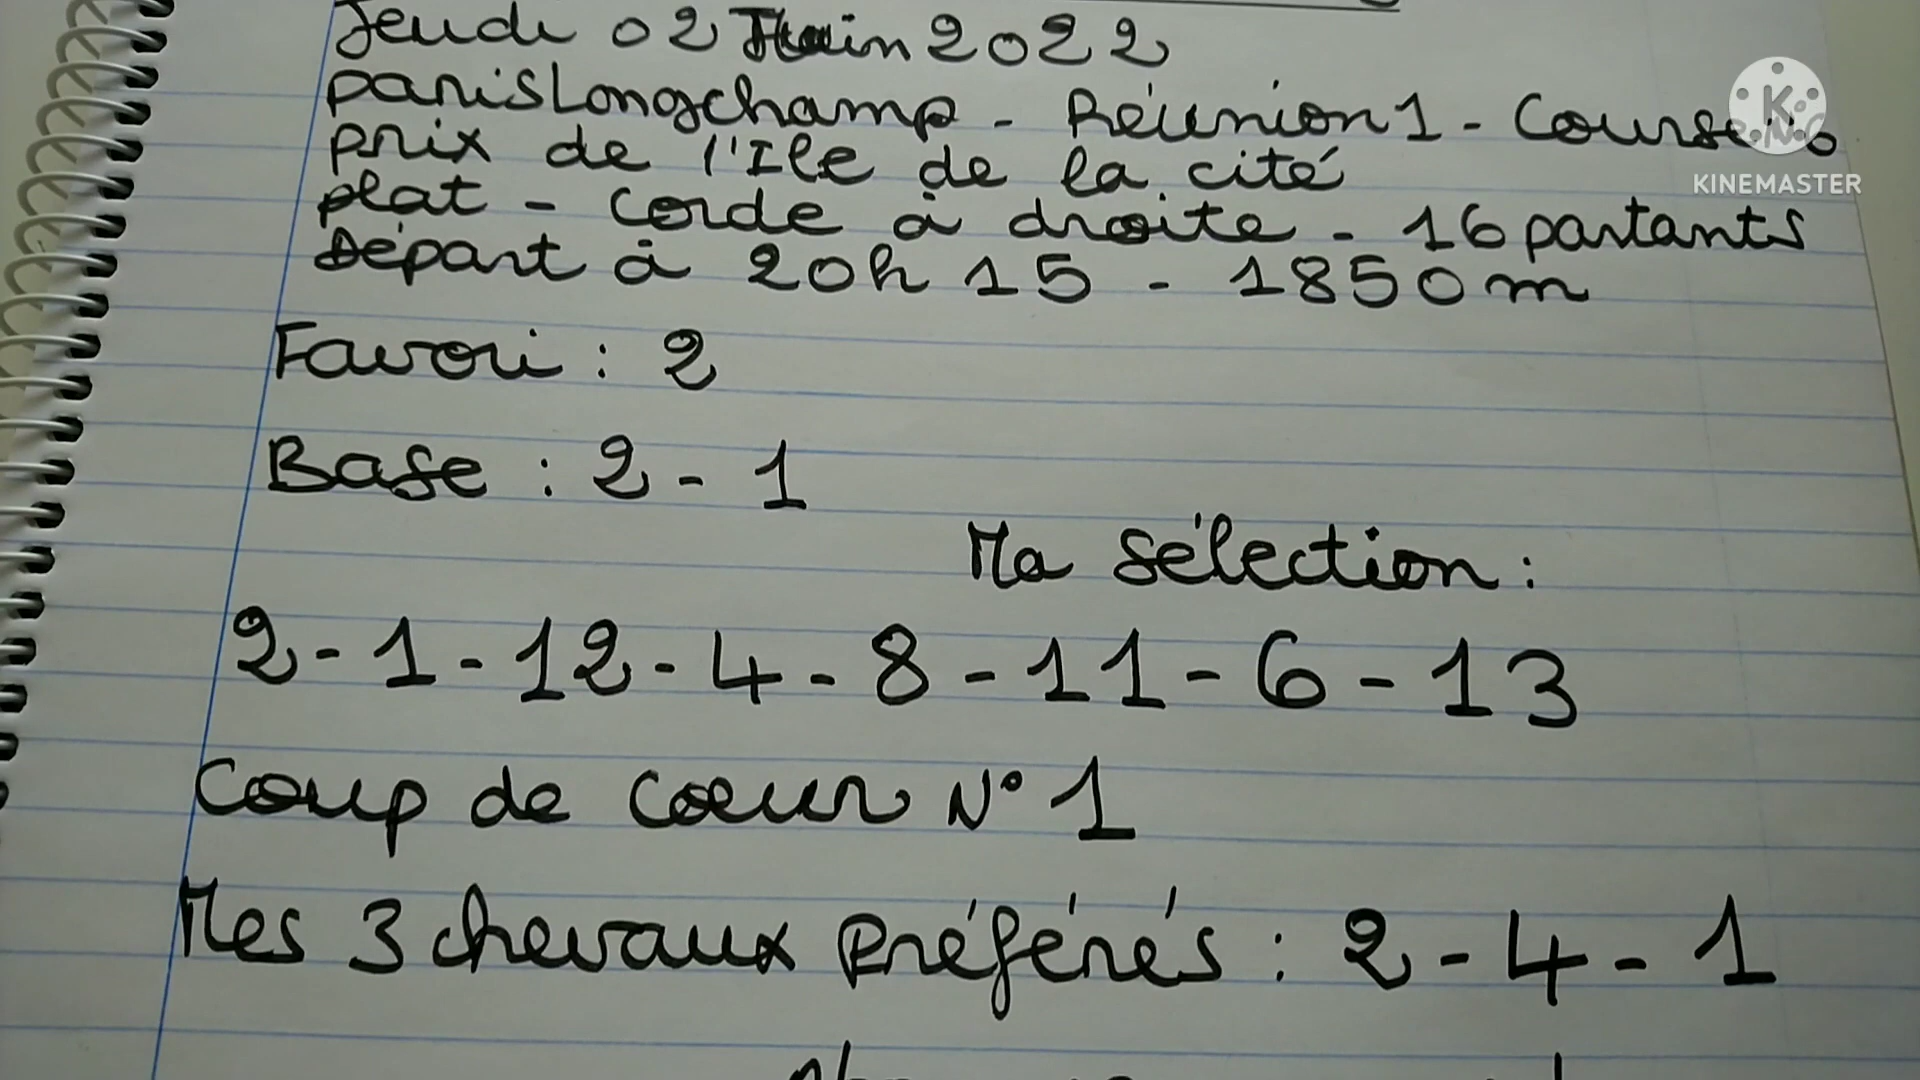 Jeudi 02 Juin 2022
parisLongchamp - Réunion 1 - Course
prix de l'Ile de la cité
plat - corde à droite - 16 partants
Départ à 20h 15 - 1850m
Favori : 2
Base : 2 - 1
Ma sélection :
2 - 1 - 12 - 4 - 8 - 11 - 6 - 13
Coup de cœur N° 1
Mes 3 chevaux préférés : 2 - 4 - 1
KINEMASTER